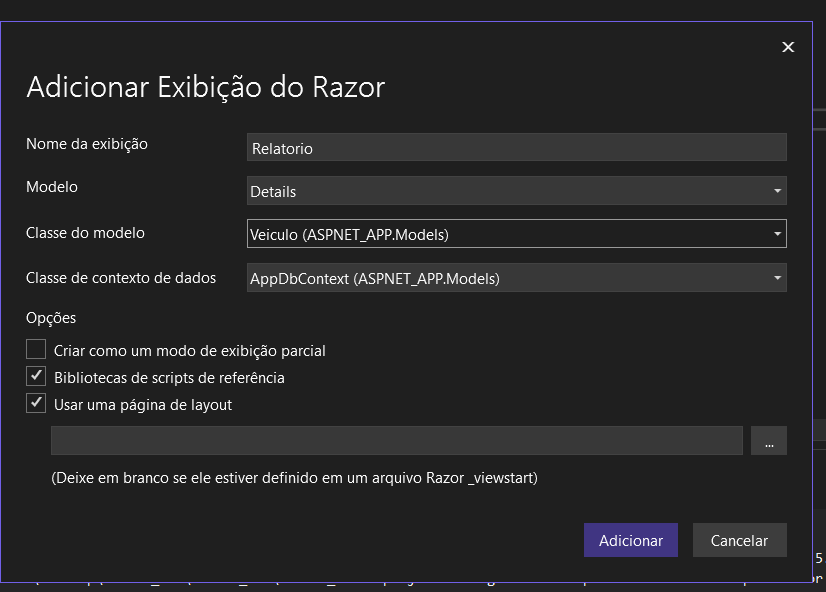 Adicionar Exibição do Razor
Nome da exibição
Relatorio
Modelo
Details
Classe do modelo
Veiculo (ASPNET_APP.Models)
Classe de contexto de dados
AppDbContext (ASPNET_APP.Models)
Opções
Criar como um modo de exibição parcial
Bibliotecas de scripts de referência
Usar uma página de layout
...
(Deixe em branco se ele estiver definido em um arquivo Razor _viewstart)
Adicionar
Cancelar